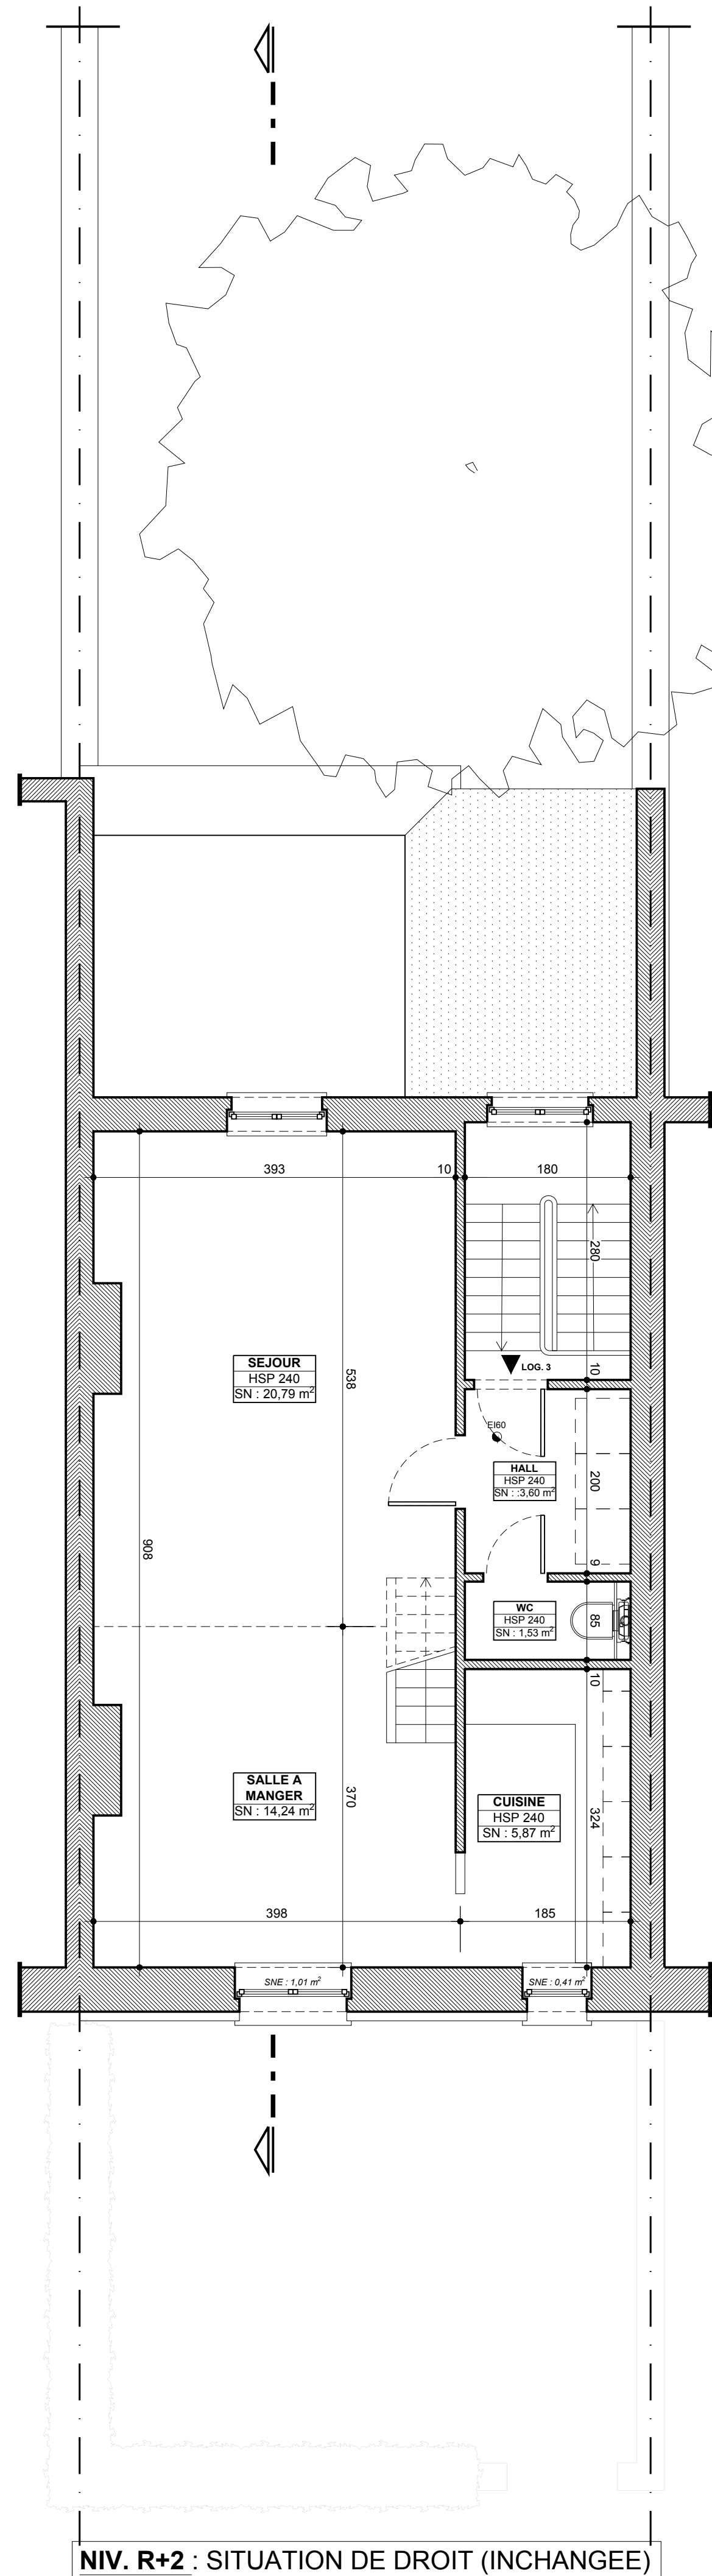 393
10
180
280
10
SEJOUR
HSP 240
SN : 20,79 m²
538
LOG. 3
EI60
HALL
HSP 240
SN : :3,60 m²
200
9
908
WC
HSP 240
SN : 1,53 m²
85
10
SALLE A
MANGER
SN : 14,24 m²
370
CUISINE
HSP 240
SN : 5,87 m²
324
398
185
SNE : 1,01 m²
SNE : 0,41 m²
NIV. R+2 : SITUATION DE DROIT (INCHANGEE)